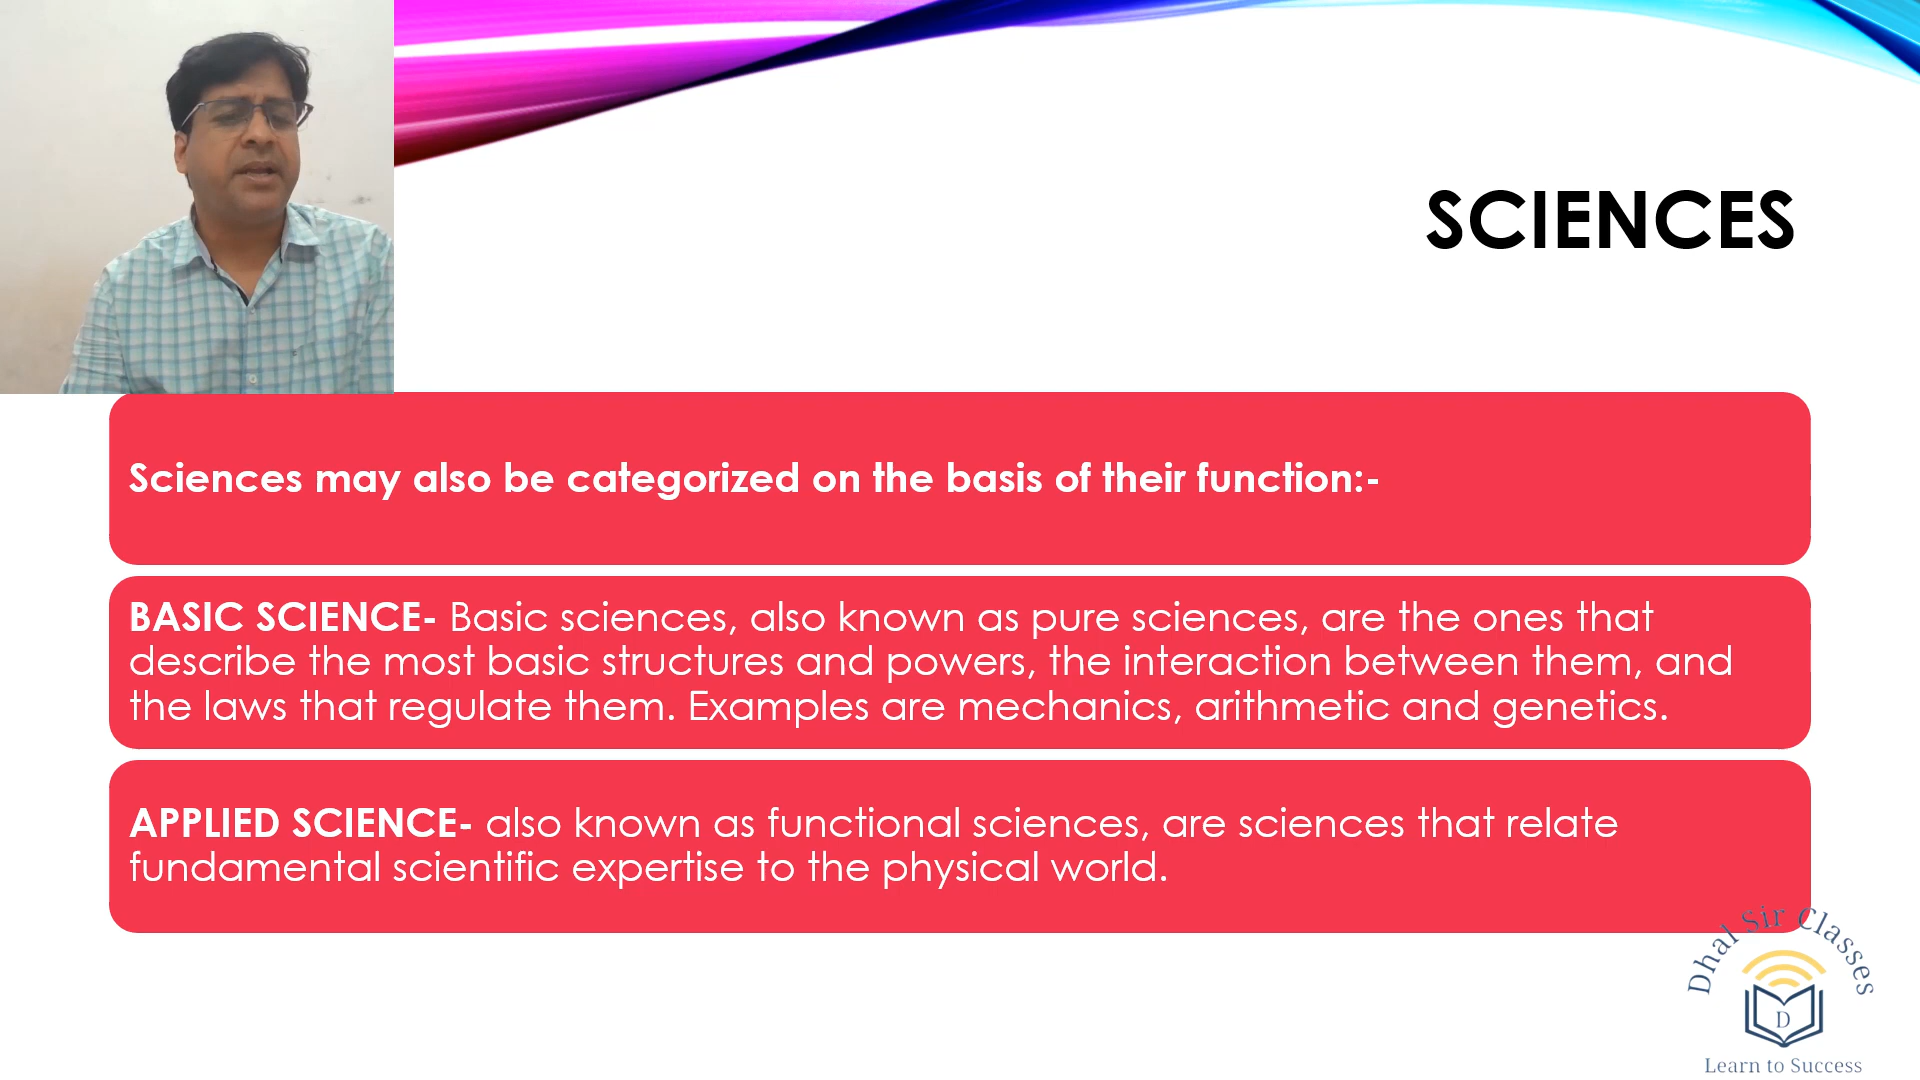 SCIENCES
Sciences may also be categorized on the basis of their function:-
BASIC SCIENCE- Basic sciences, also known as pure sciences, are the ones that
describe the most basic structures and powers, the interaction between them, and
the laws that regulate them. Examples are mechanics, arithmetic and genetics.
APPLIED SCIENCE- also known as functional sciences, are sciences that relate
fundamental scientific expertise to the physical world.
Dhal Sir Classes
D
Learn to Success